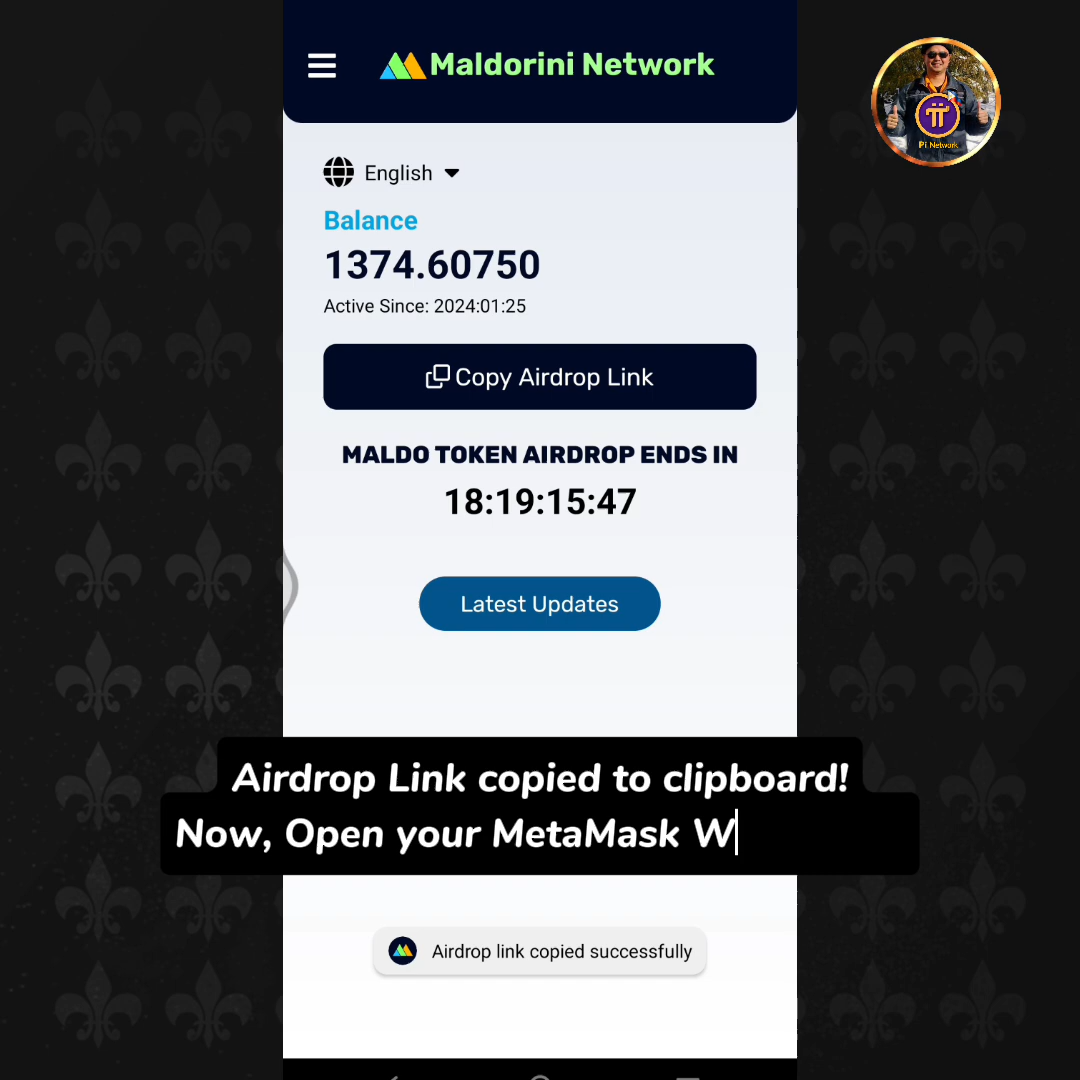 Maldorini Network
Pi Network
English
Balance
1374.60750
Active Since: 2024:01:25
Copy Airdrop Link
MALDO TOKEN AIRDROP ENDS IN
18:19:15:47
Latest Updates
Airdrop Link copied to clipboard!
Now, Open your MetaMask W
Airdrop link copied successfully